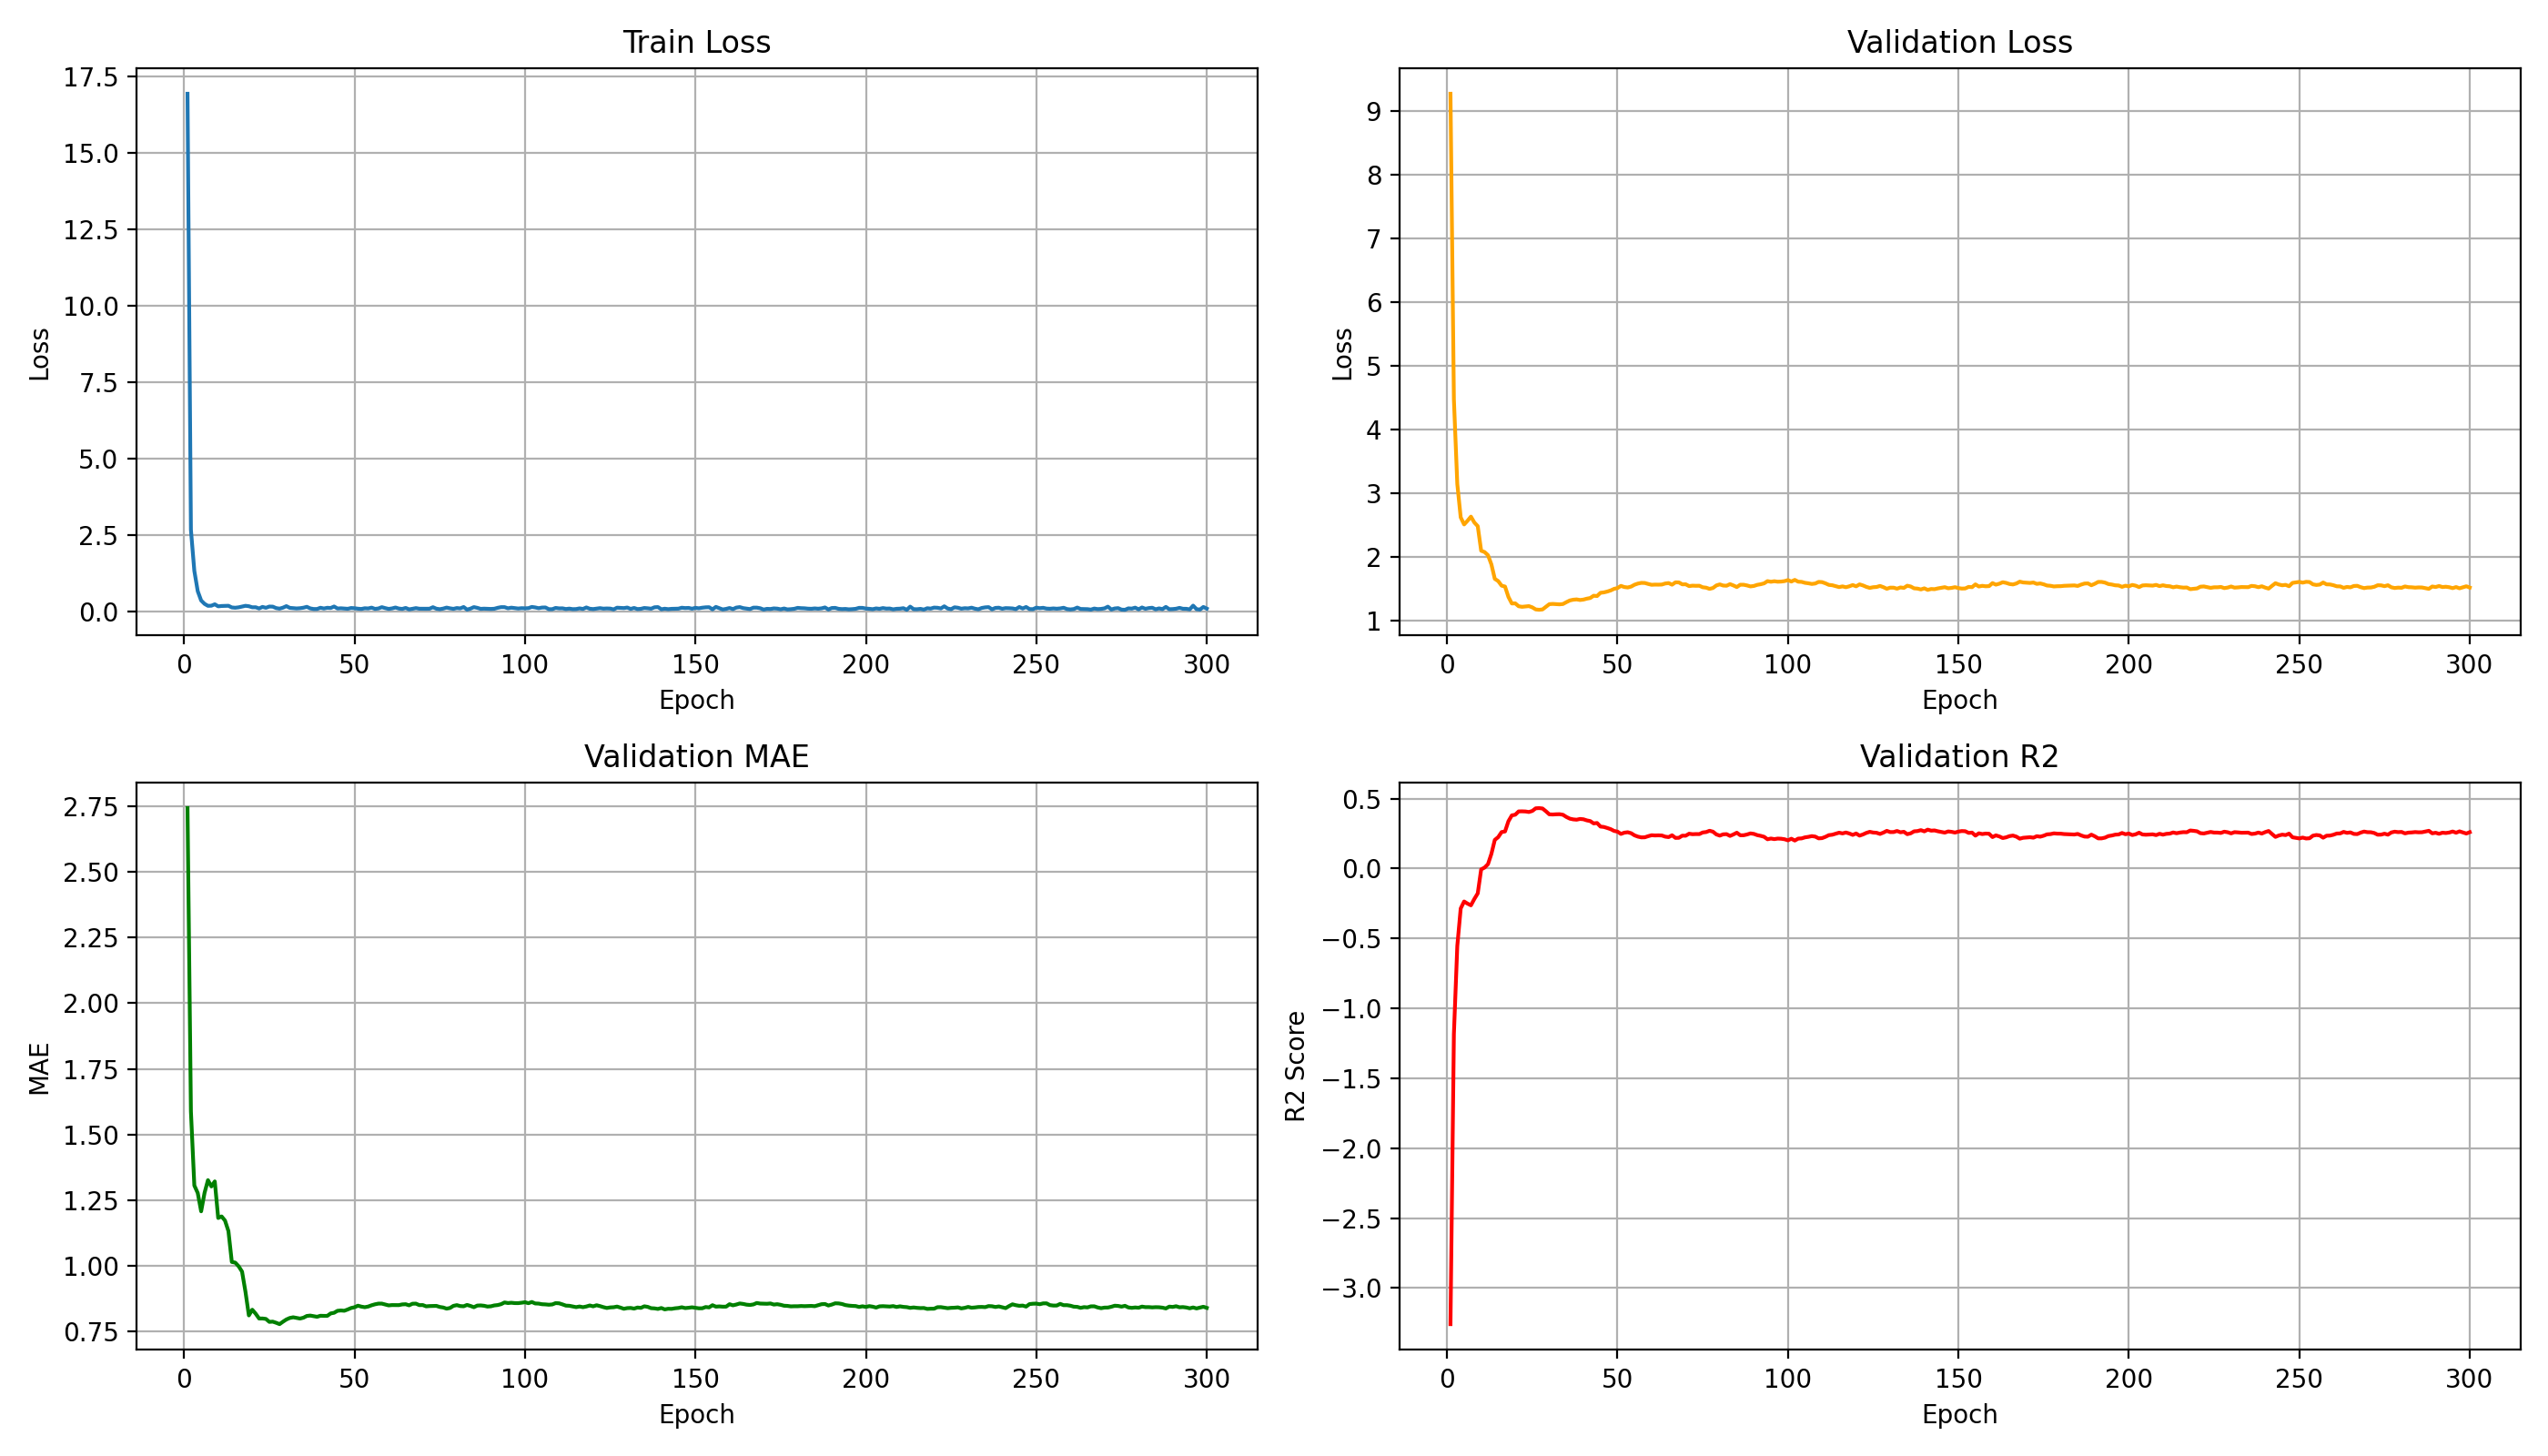 Train Loss
17.5
15.0
12.5
10.0
7.5
5.0
2.5
0.0
Loss
0 50 100 150 200 250 300
Epoch
Validation Loss
9
8
7
6
5
4
3
2
1
Loss
0 50 100 150 200 250 300
Epoch
Validation MAE
2.75
2.50
2.25
2.00
1.75
1.50
1.25
1.00
0.75
MAE
0 50 100 150 200 250 300
Epoch
Validation R2
0.5
0.0
−0.5
−1.0
−1.5
−2.0
−2.5
−3.0
R2 Score
0 50 100 150 200 250 300
Epoch